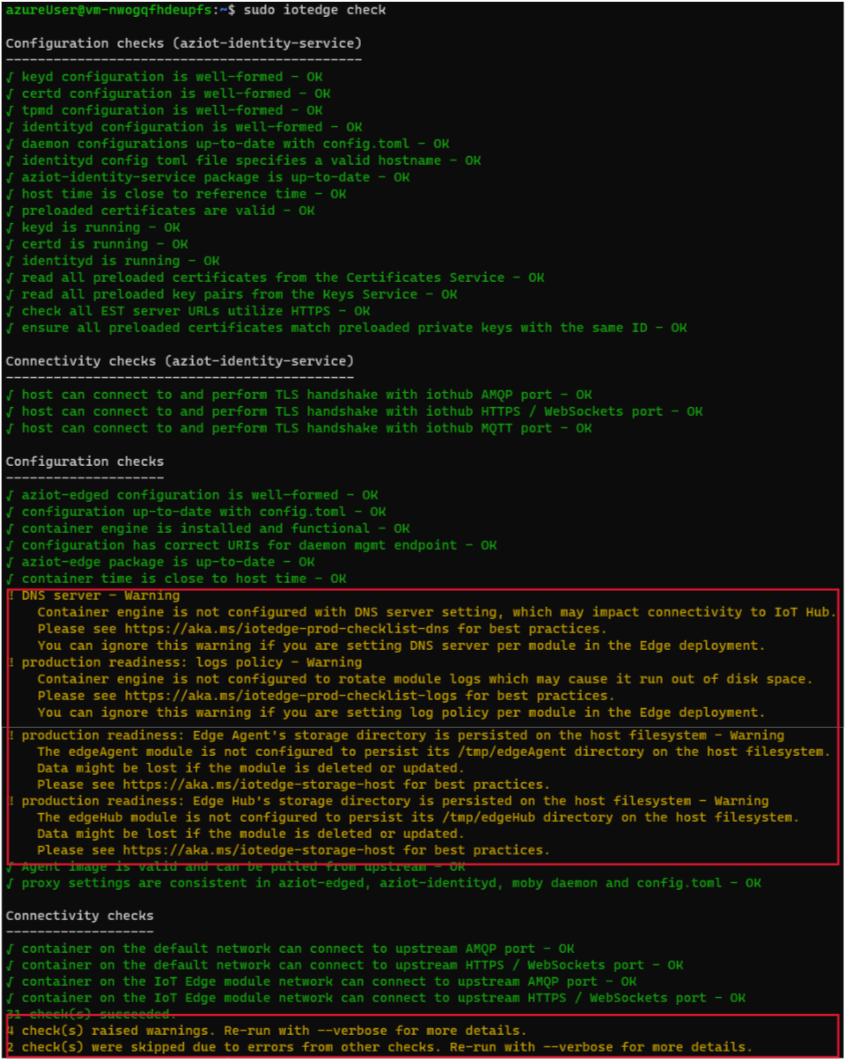 azureUser@vm-nwogqfhdeupfs:~$ sudo iotedge check
Configuration checks (aziot-identity-service)
---------------------------------------------
√ keyd configuration is well-formed - OK
√ certd configuration is well-formed - OK
√ tpmd configuration is well-formed - OK
√ identityd configuration is well-formed - OK
√ daemon configurations up-to-date with config.toml - OK
√ identityd config toml file specifies a valid hostname - OK
√ aziot-identity-service package is up-to-date - OK
√ host time is close to reference time - OK
√ preloaded certificates are valid - OK
√ keyd is running - OK
√ certd is running - OK
√ identityd is running - OK
√ read all preloaded certificates from the Certificates Service - OK
√ read all preloaded key pairs from the Keys Service - OK
√ check all EST server URLs utilize HTTPS - OK
√ ensure all preloaded certificates match preloaded private keys with the same ID - OK
Connectivity checks (aziot-identity-service)
--------------------------------------------
√ host can connect to and perform TLS handshake with iothub AMQP port - OK
√ host can connect to and perform TLS handshake with iothub HTTPS / WebSockets port - OK
√ host can connect to and perform TLS handshake with iothub MQTT port - OK
Configuration checks
--------------------
√ aziot-edged configuration is well-formed - OK
√ configuration up-to-date with config.toml - OK
√ container engine is installed and functional - OK
√ configuration has correct URIs for daemon mgmt endpoint - OK
√ aziot-edge package is up-to-date - OK
√ container time is close to host time - OK
! DNS server - Warning
Container engine is not configured with DNS server setting, which may impact connectivity to IoT Hub.
Please see https://aka.ms/iotedge-prod-checklist-dns for best practices.
You can ignore this warning if you are setting DNS server per module in the Edge deployment.
! production readiness: logs policy - Warning
Container engine is not configured to rotate module logs which may cause it run out of disk space.
Please see https://aka.ms/iotedge-prod-checklist-logs for best practices.
You can ignore this warning if you are setting log policy per module in the Edge deployment.
! production readiness: Edge Agent's storage directory is persisted on the host filesystem - Warning
The edgeAgent module is not configured to persist its /tmp/edgeAgent directory on the host filesystem.
Data might be lost if the module is deleted or updated.
Please see https://aka.ms/iotedge-storage-host for best practices.
! production readiness: Edge Hub's storage directory is persisted on the host filesystem - Warning
The edgeHub module is not configured to persist its /tmp/edgeHub directory on the host filesystem.
Data might be lost if the module is deleted or updated.
Please see https://aka.ms/iotedge-storage-host for best practices.
√ Agent image is valid and can be pulled from upstream - OK
√ proxy settings are consistent in aziot-edged, aziot-identityd, moby daemon and config.toml - OK
Connectivity checks
-------------------
√ container on the default network can connect to upstream AMQP port - OK
√ container on the default network can connect to upstream HTTPS / WebSockets port - OK
√ container on the IoT Edge module network can connect to upstream AMQP port - OK
√ container on the IoT Edge module network can connect to upstream HTTPS / WebSockets port - OK
31 check(s) succeeded.
4 check(s) raised warnings. Re-run with --verbose for more details.
2 check(s) were skipped due to errors from other checks. Re-run with --verbose for more details.